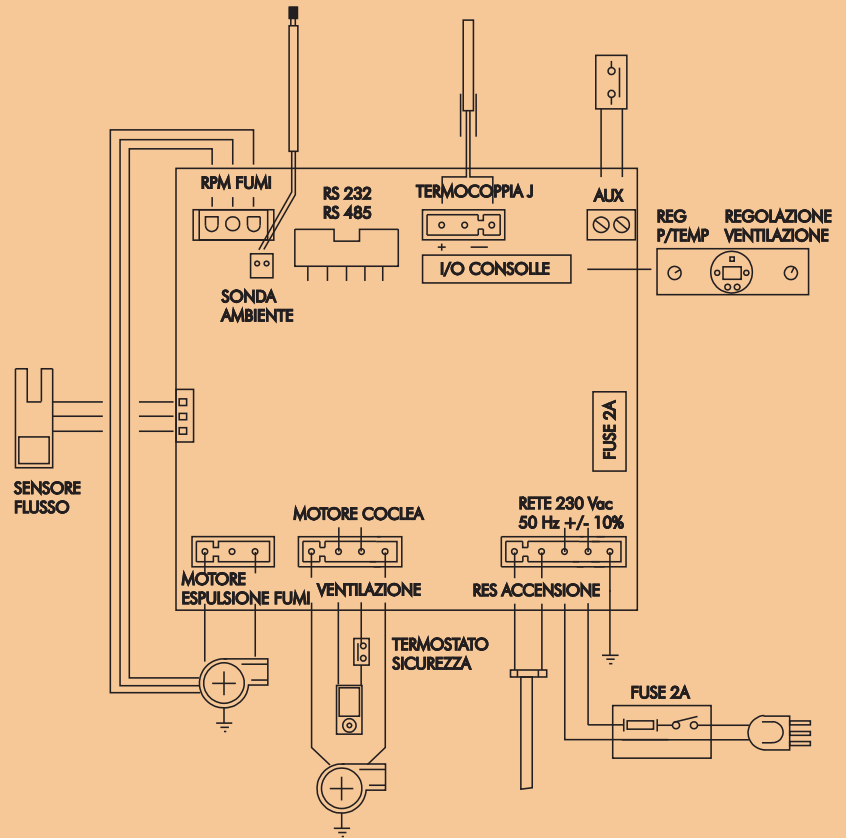 RPM FUMI
RS 232
RS 485
TERMOCOPPIA J
AUX
REG
P/TEMP
REGOLAZIONE
VENTILAZIONE
+ —
I/O CONSOLLE
SONDA
AMBIENTE
FUSE 2A
SENSORE
FLUSSO
MOTORE COCLEA
RETE 230 Vac
50 Hz +/- 10%
MOTORE
ESPULSIONE FUMI
VENTILAZIONE
RES ACCENSIONE
TERMOSTATO
SICUREZZA
FUSE 2A